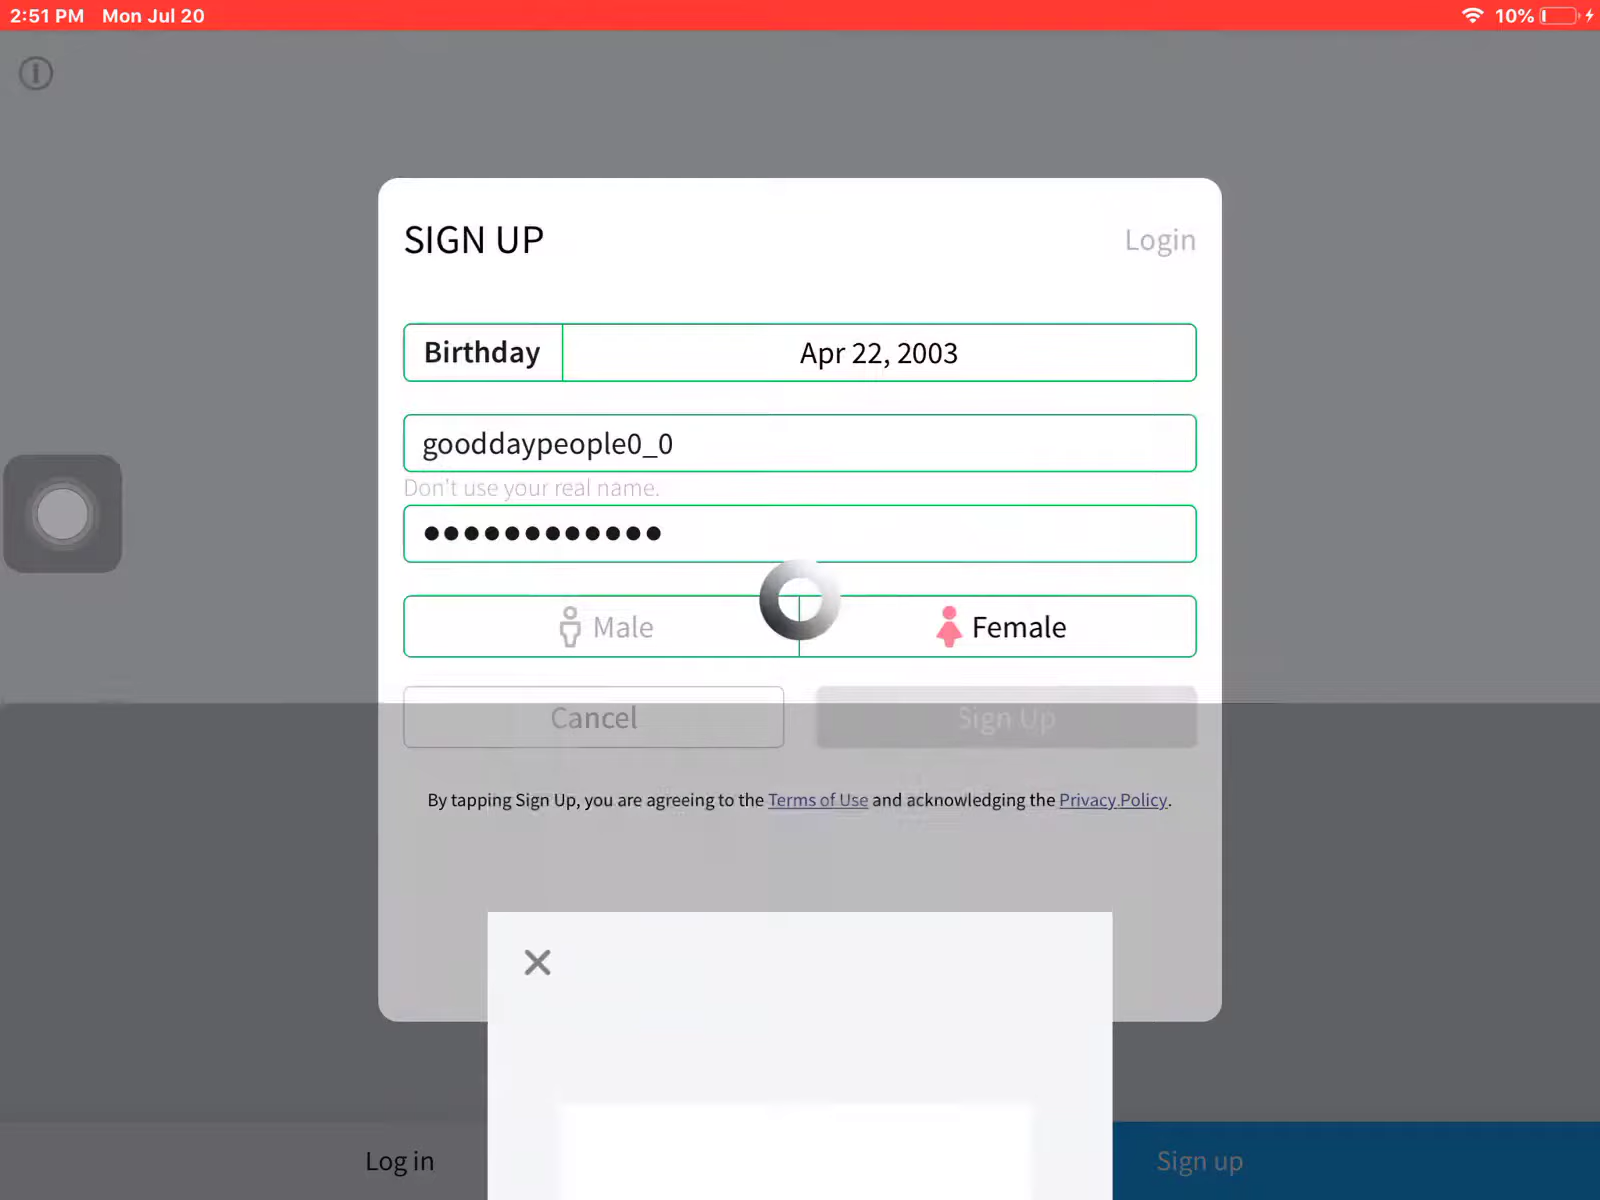 2:51 PM Mon Jul 20 10%
SIGN UP Login
Birthday Apr 22, 2003
gooddaypeople0_0
Don't use your real name.
Male Female
Cancel Sign Up
By tapping Sign Up, you are agreeing to the Terms of Use and acknowledging the Privacy Policy.
Log in Sign up